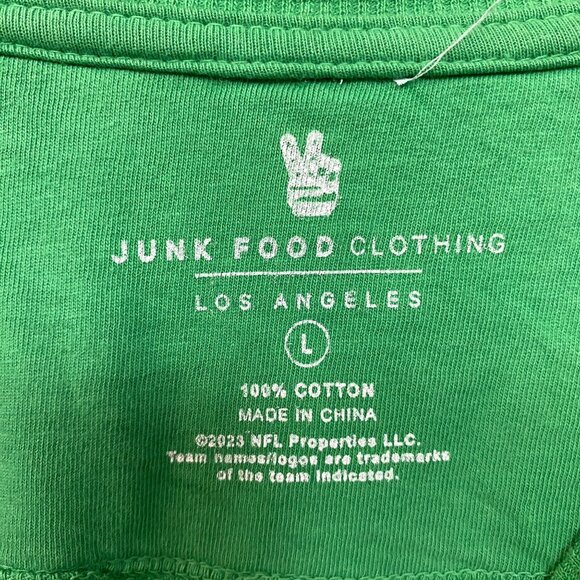 JUNK FOOD CLOTHING
LOS ANGELES
L
100% COTTON
MADE IN CHINA
©2023 NFL Properties LLC.
Team names/logos are trademarks
of the team indicated.